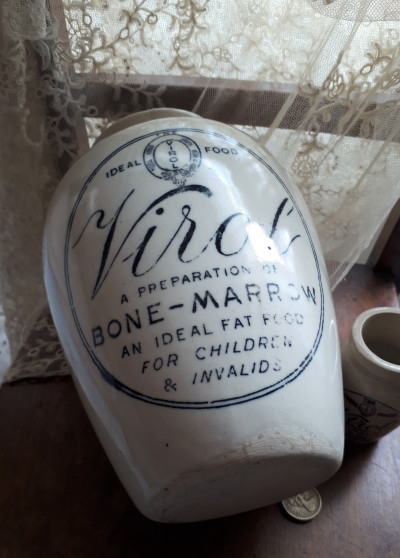 IDEAL VIROL FOOD
Virol
A PREPARATION OF
BONE-MARROW
AN IDEAL FAT FOOD
FOR CHILDREN
& INVALIDS